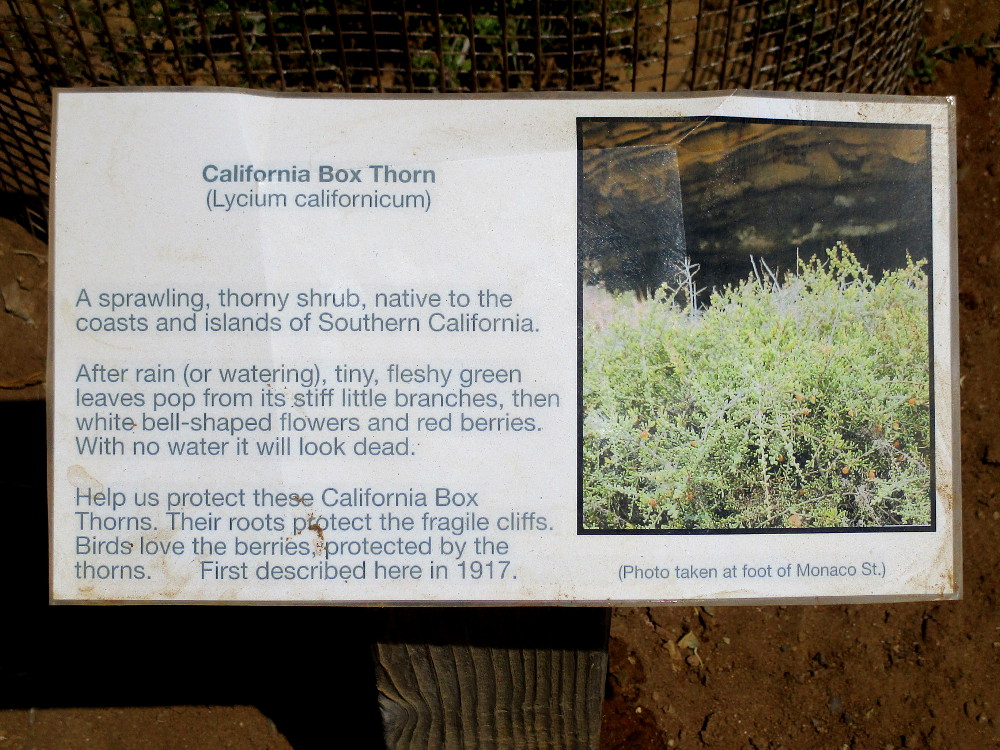 California Box Thorn
(Lycium californicum)
A sprawling, thorny shrub, native to the
coasts and islands of Southern California.
After rain (or watering), tiny, fleshy green
leaves pop from its stiff little branches, then
white bell-shaped flowers and red berries.
With no water it will look dead.
Help us protect these California Box
Thorns. Their roots protect the fragile cliffs.
Birds love the berries, protected by the
thorns. First described here in 1917.
(Photo taken at foot of Monaco St.)